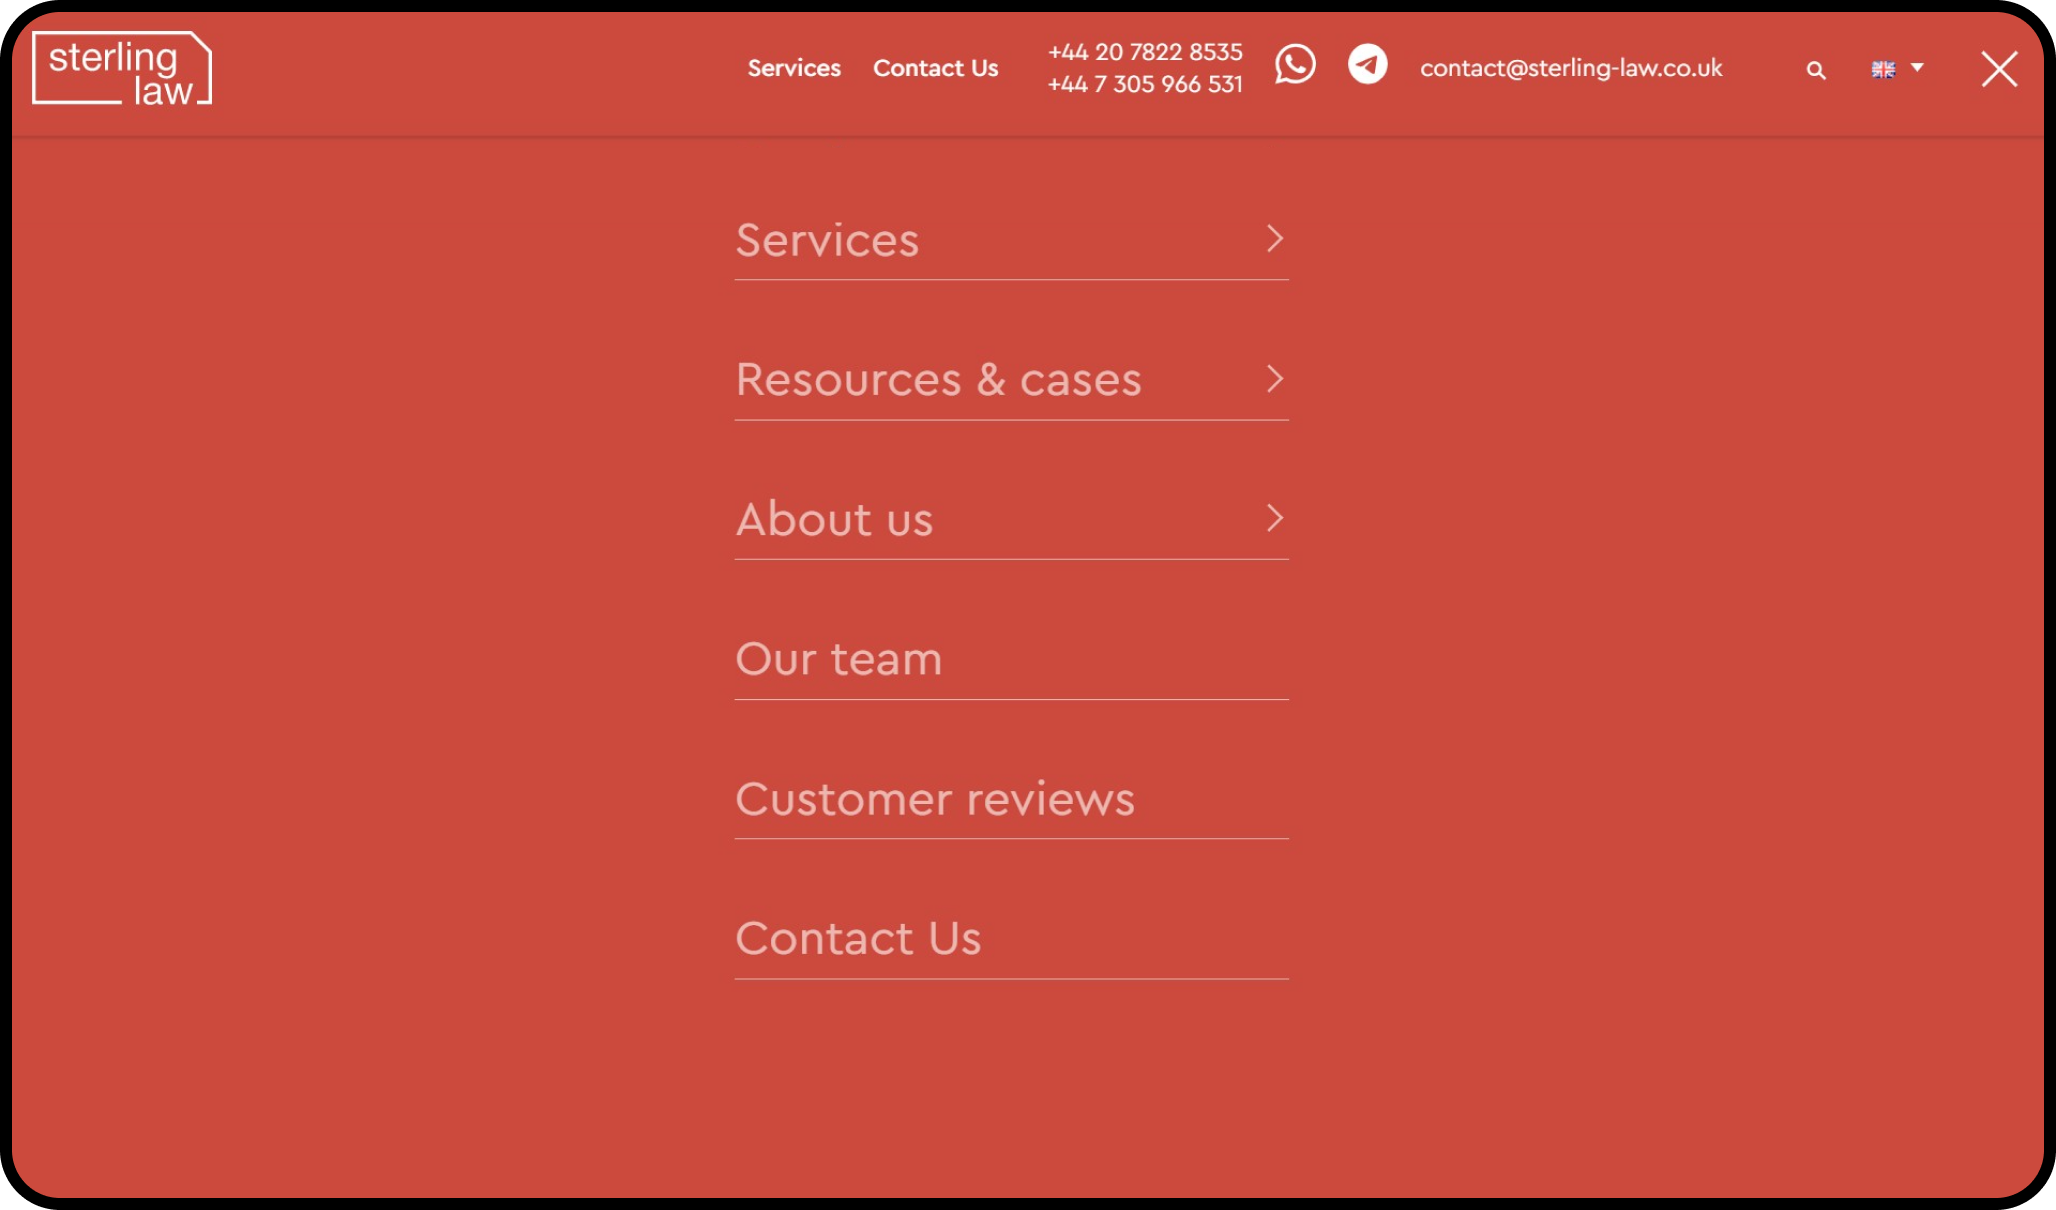 sterling
law
Services
Contact Us
+44 20 7822 8535
+44 7 305 966 531
contact@sterling-law.co.uk
Services
Resources & cases
About us
Our team
Customer reviews
Contact Us